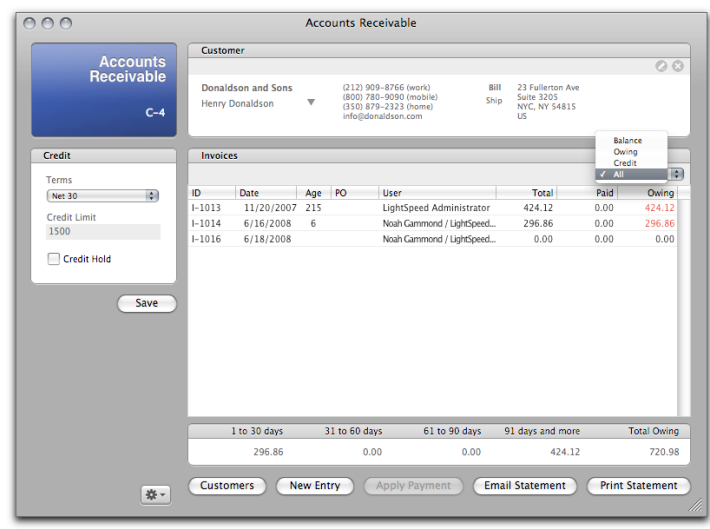 Accounts Receivable
Accounts
Receivable
C-4
Customer
Donaldson and Sons
Henry Donaldson
(212) 909-8766 (work)
(800) 780-9090 (mobile)
(350) 879-2323 (home)
info@donaldson.com
Bill
Ship
23 Fullerton Ave
Suite 3205
NYC, NY 54815
US
Credit
Terms
Net 30
Credit Limit
1500
Credit Hold
Save
Invoices
Balance
Owing
Credit
✓ All
ID Date Age PO User Total Paid Owing
I-1013 11/20/2007 215 LightSpeed Administrator 424.12 0.00 424.12
I-1014 6/16/2008 6 Noah Gammond / LightSpeed... 296.86 0.00 296.86
I-1016 6/18/2008 Noah Gammond / LightSpeed... 0.00 0.00 0.00
1 to 30 days 31 to 60 days 61 to 90 days 91 days and more Total Owing
296.86 0.00 0.00 424.12 720.98
Customers New Entry Apply Payment Email Statement Print Statement